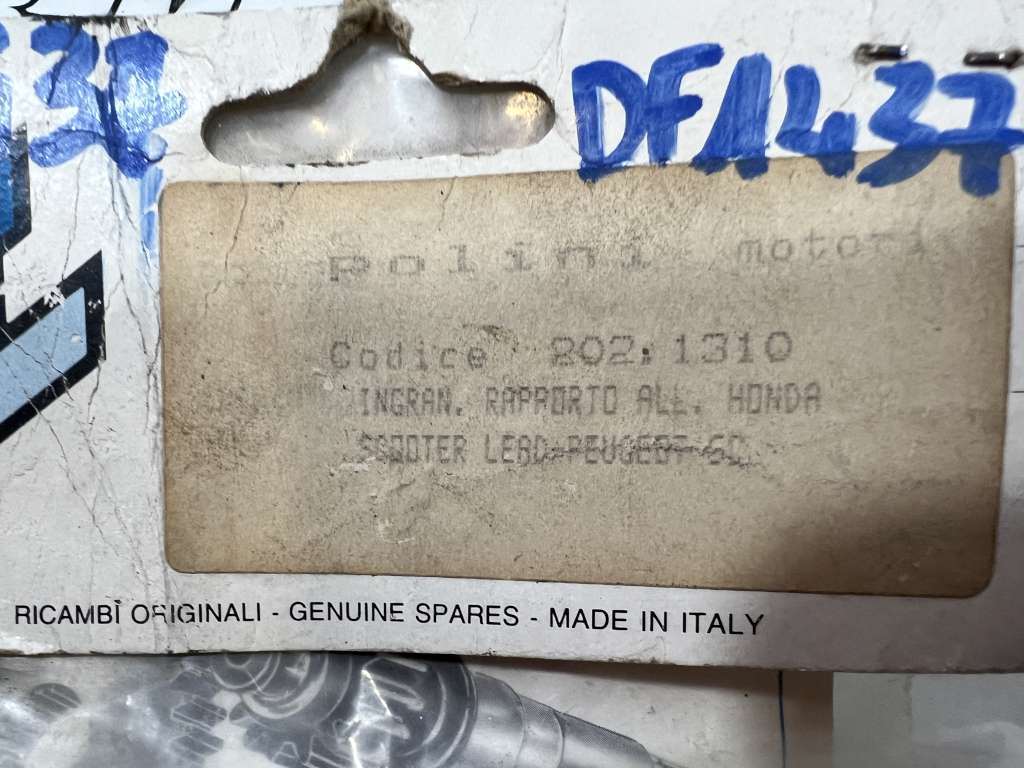 DF1437
polini motori
Codice 202.1310
INGRAN. RAPPORTO ALL. HONDA
SCOOTER LEAD-PEUGEOT SC
RICAMBI ORIGINALI - GENUINE SPARES - MADE IN ITALY